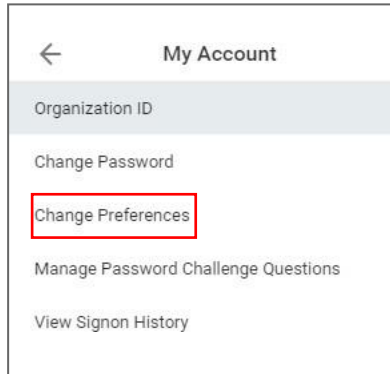 My Account
Organization ID
Change Password
Change Preferences
Manage Password Challenge Questions
View Signon History